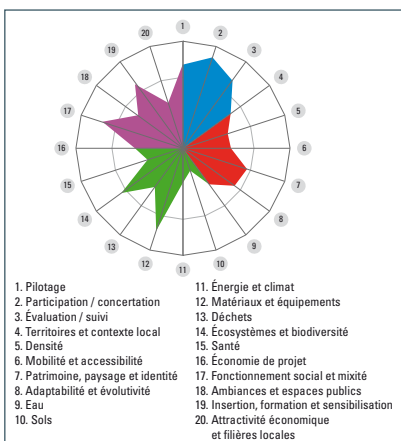 1
2
3
4
5
6
7
8
9
10
11
12
13
14
15
16
17
18
19
20
1. Pilotage
2. Participation / concertation
3. Évaluation / suivi
4. Territoires et contexte local
5. Densité
6. Mobilité et accessibilité
7. Patrimoine, paysage et identité
8. Adaptabilité et évolutivité
9. Eau
10. Sols
11. Énergie et climat
12. Matériaux et équipements
13. Déchets
14. Écosystèmes et biodiversité
15. Santé
16. Économie de projet
17. Fonctionnement social et mixité
18. Ambiances et espaces publics
19. Insertion, formation et sensibilisation
20. Attractivité économique
et filières locales